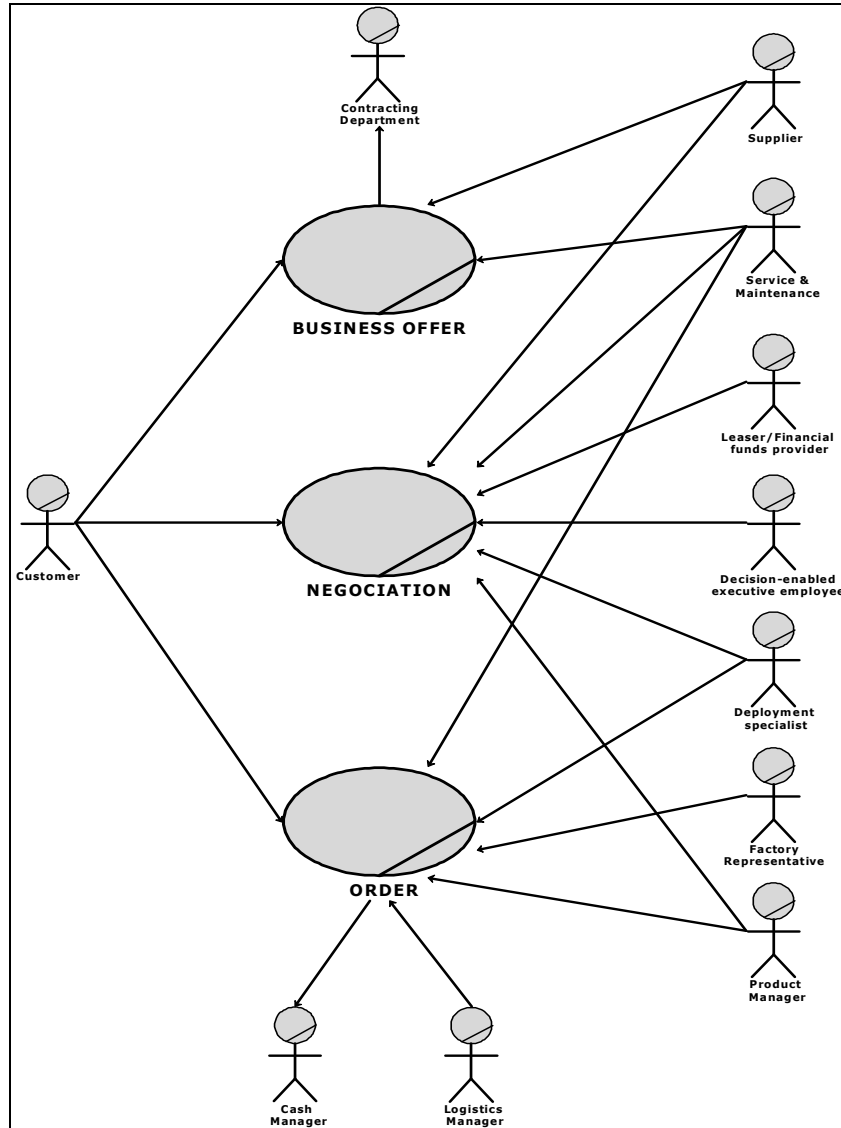 Contracting
Department
Supplier
Service &
Maintenance
BUSINESS OFFER
Leaser/Financial
funds provider
Customer
NEGOCIATION
Decision-enabled
executive employee
Deployment
specialist
Factory
Representative
ORDER
Product
Manager
Cash
Manager
Logistics
Manager